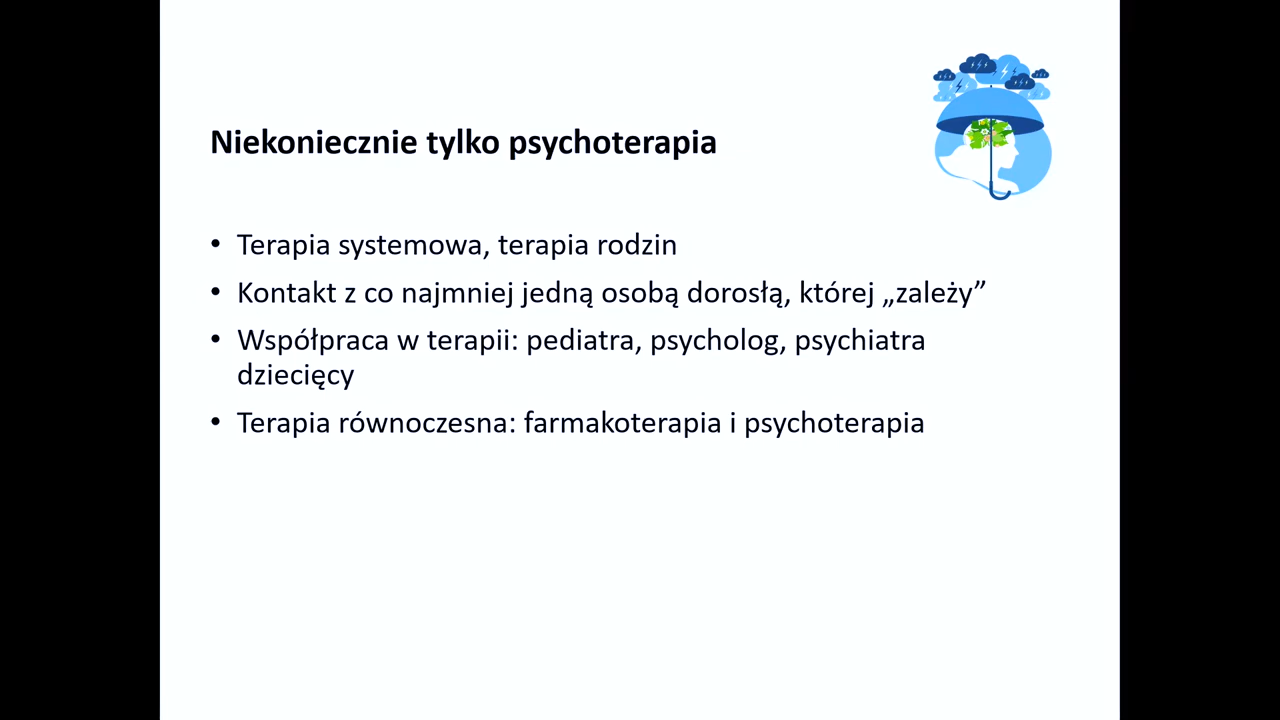 Niekoniecznie tylko psychoterapia
• Terapia systemowa, terapia rodzin
• Kontakt z co najmniej jedną osobą dorosłą, której „zależy”
• Współpraca w terapii: pediatra, psycholog, psychiatra
dziecięcy
• Terapia równoczesna: farmakoterapia i psychoterapia